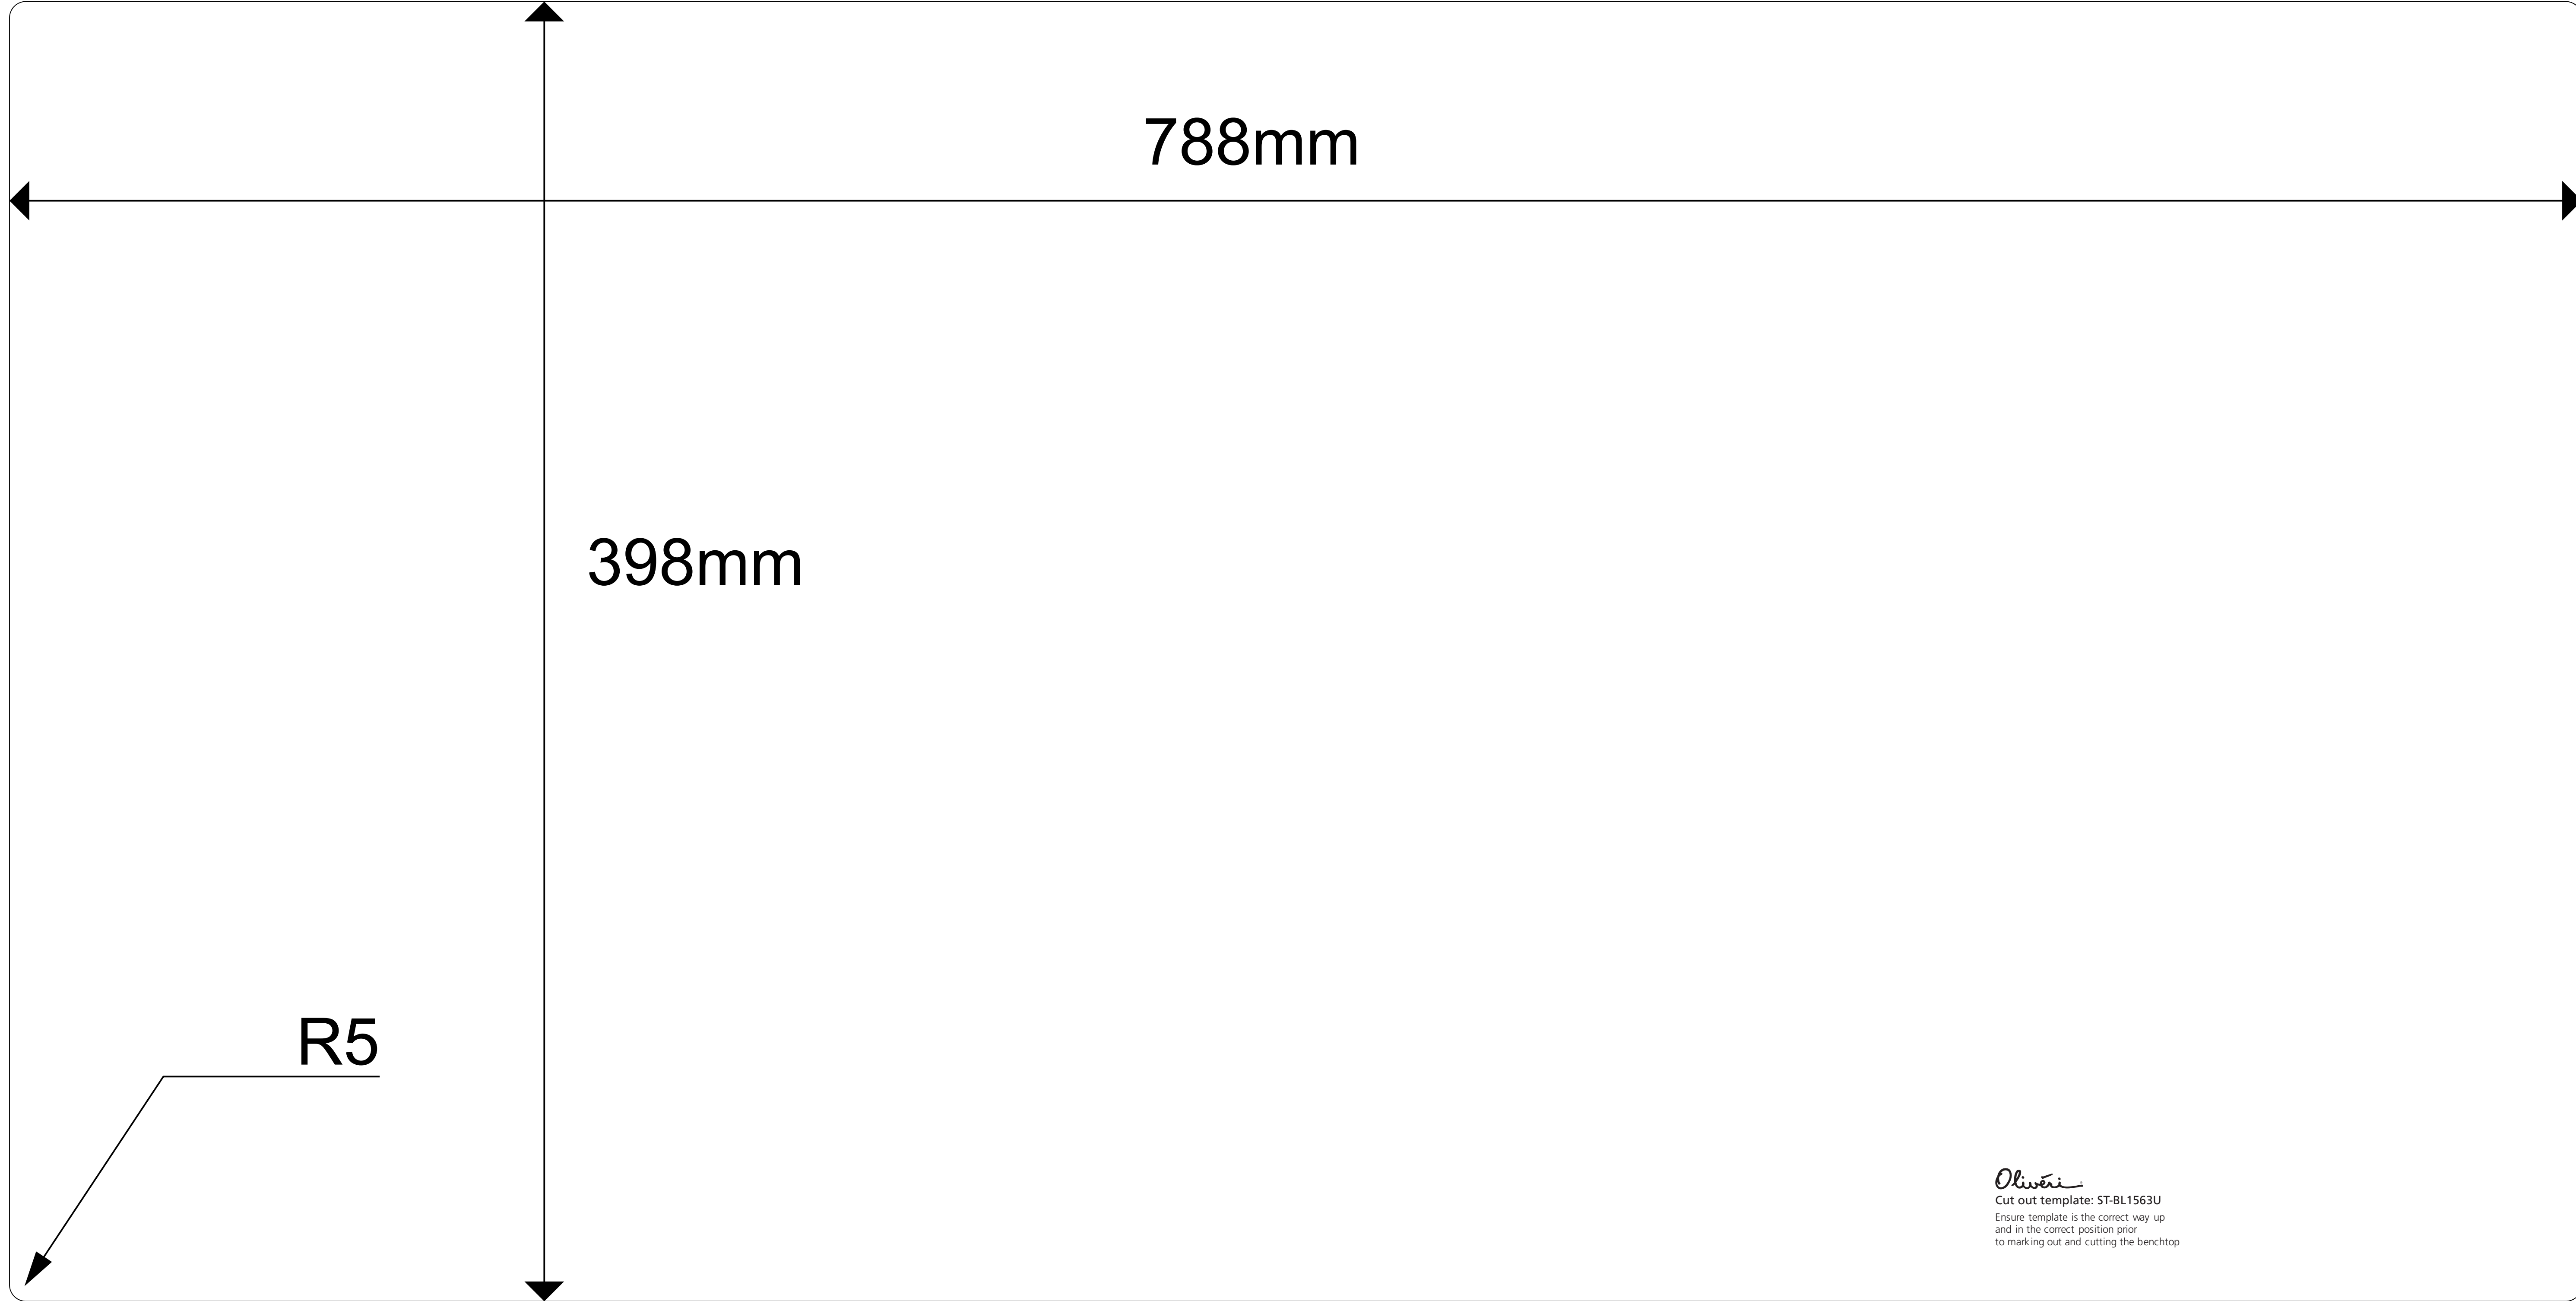 788mm
398mm
R5
Oliveri
Cut out template: ST-BL1563U
Ensure template is the correct way up
and in the correct position prior
to marking out and cutting the benchtop